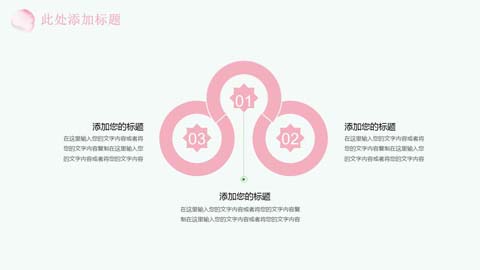 此处添加标题
01
03
02
添加您的标题
在这里输入您的文字内容或者将
您的文字内容复制在这里输入您
的文字内容或者将您的文字内容
添加您的标题
在这里输入您的文字内容或者将
您的文字内容复制在这里输入您
的文字内容或者将您的文字内容
添加您的标题
在这里输入您的文字内容或者将您的文字内容复
制在这里输入您的文字内容或者将您的文字内容